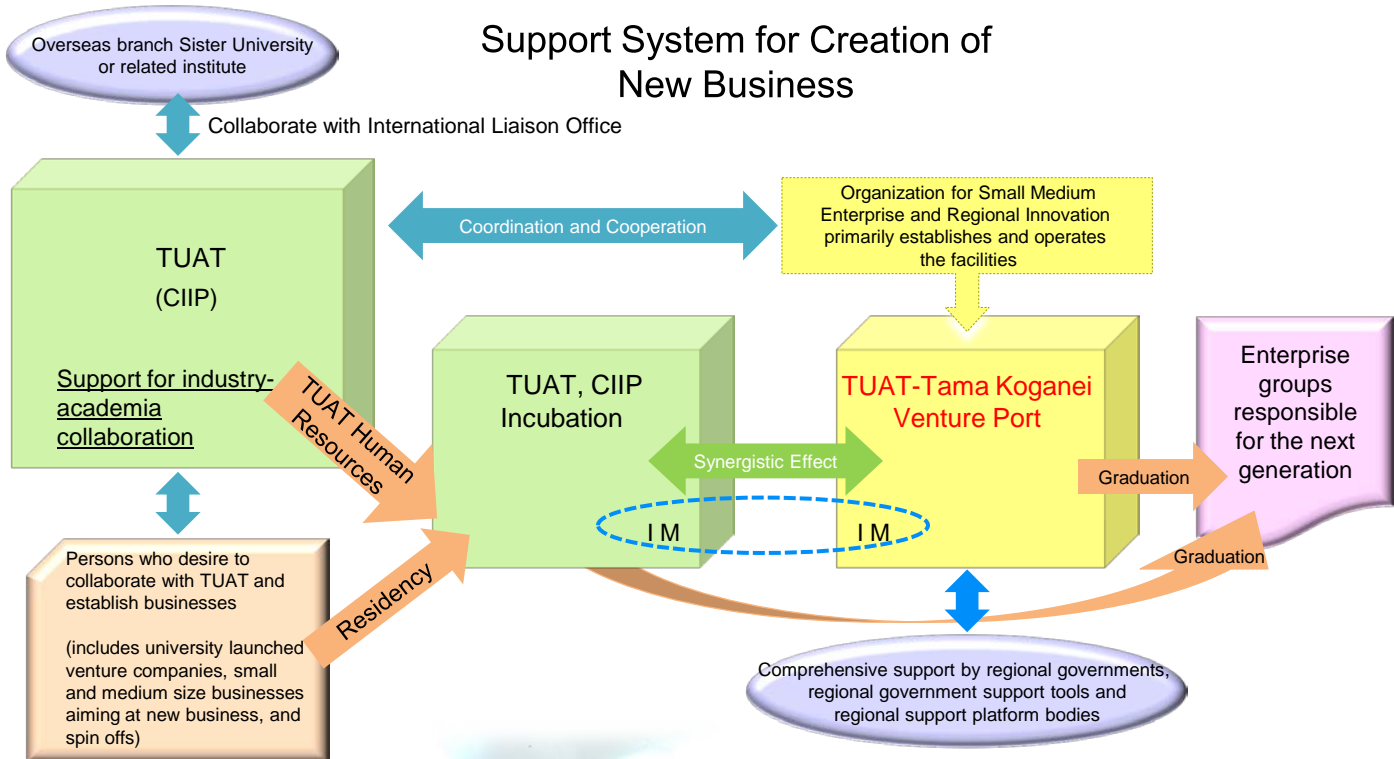 Support System for Creation of
New Business
Overseas branch Sister University
or related institute
Collaborate with International Liaison Office
TUAT
(CIIP)
Support for industry-
academia
collaboration
Coordination and Cooperation
Organization for Small Medium
Enterprise and Regional Innovation
primarily establishes and operates
the facilities
TUAT Human
Resources
TUAT, CIIP
Incubation
TUAT-Tama Koganei
Venture Port
Synergistic Effect
I M
I M
Graduation
Graduation
Enterprise
groups
responsible
for the next
generation
Persons who desire to
collaborate with TUAT and
establish businesses
(includes university launched
venture companies, small
and medium size businesses
aiming at new business, and
spin offs)
Residency
Comprehensive support by regional governments,
regional government support tools and
regional support platform bodies